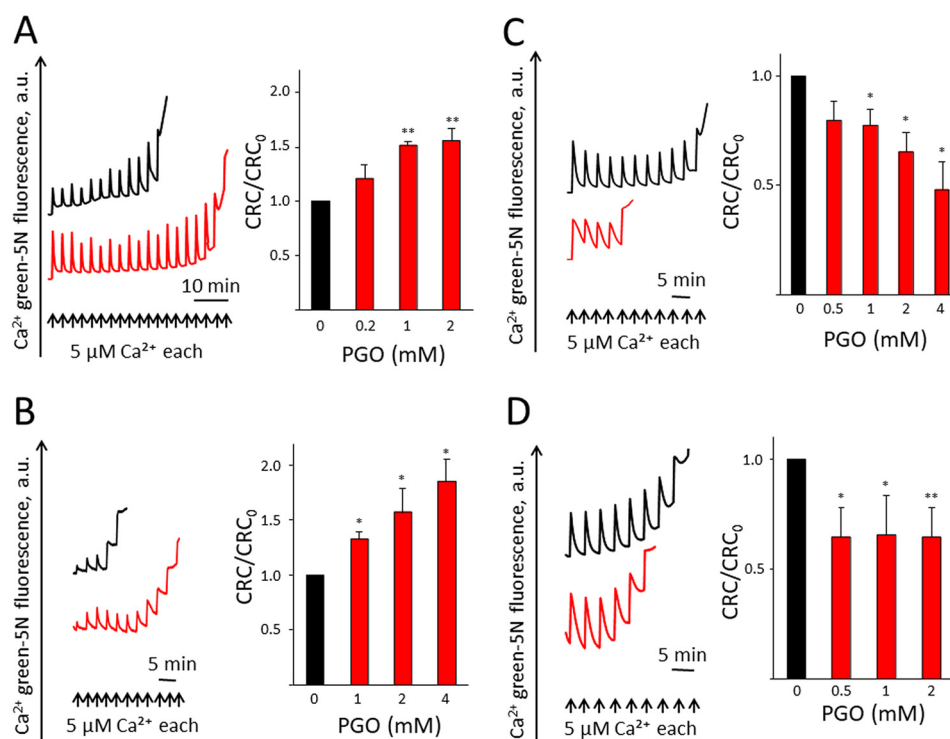 A
Ca²⁺ green-5N fluorescence, a.u.
10 min
5 µM Ca²⁺ each
CRC/CRC₀
2.0
1.5
1.0
0.5
** **
0 0.2 1 2
PGO (mM)
C
Ca²⁺ green-5N fluorescence, a.u.
5 min
5 µM Ca²⁺ each
CRC/CRC₀
1.0
0.5
* * *
0 0.5 1 2 4
PGO (mM)
B
Ca²⁺ green-5N fluorescence, a.u.
5 min
5 µM Ca²⁺ each
CRC/CRC₀
2.0
1.5
1.0
0.5
* * *
0 1 2 4
PGO (mM)
D
Ca²⁺ green-5N fluorescence, a.u.
5 min
5 µM Ca²⁺ each
CRC/CRC₀
1.0
0.5
* * **
0 0.5 1 2
PGO (mM)